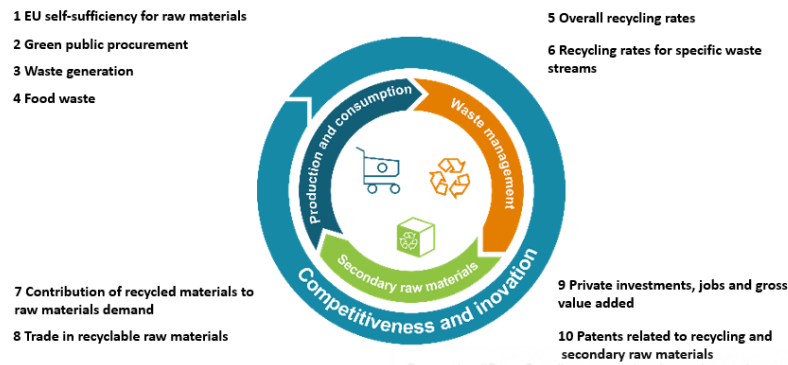 1 EU self-sufficiency for raw materials
2 Green public procurement
3 Waste generation
4 Food waste
5 Overall recycling rates
6 Recycling rates for specific waste
streams
Production and consumption
Waste management
Secondary raw materials
Competitiveness and inovation
7 Contribution of recycled materials to
raw materials demand
8 Trade in recyclable raw materials
9 Private investments, jobs and gross
value added
10 Patents related to recycling and
secondary raw materials